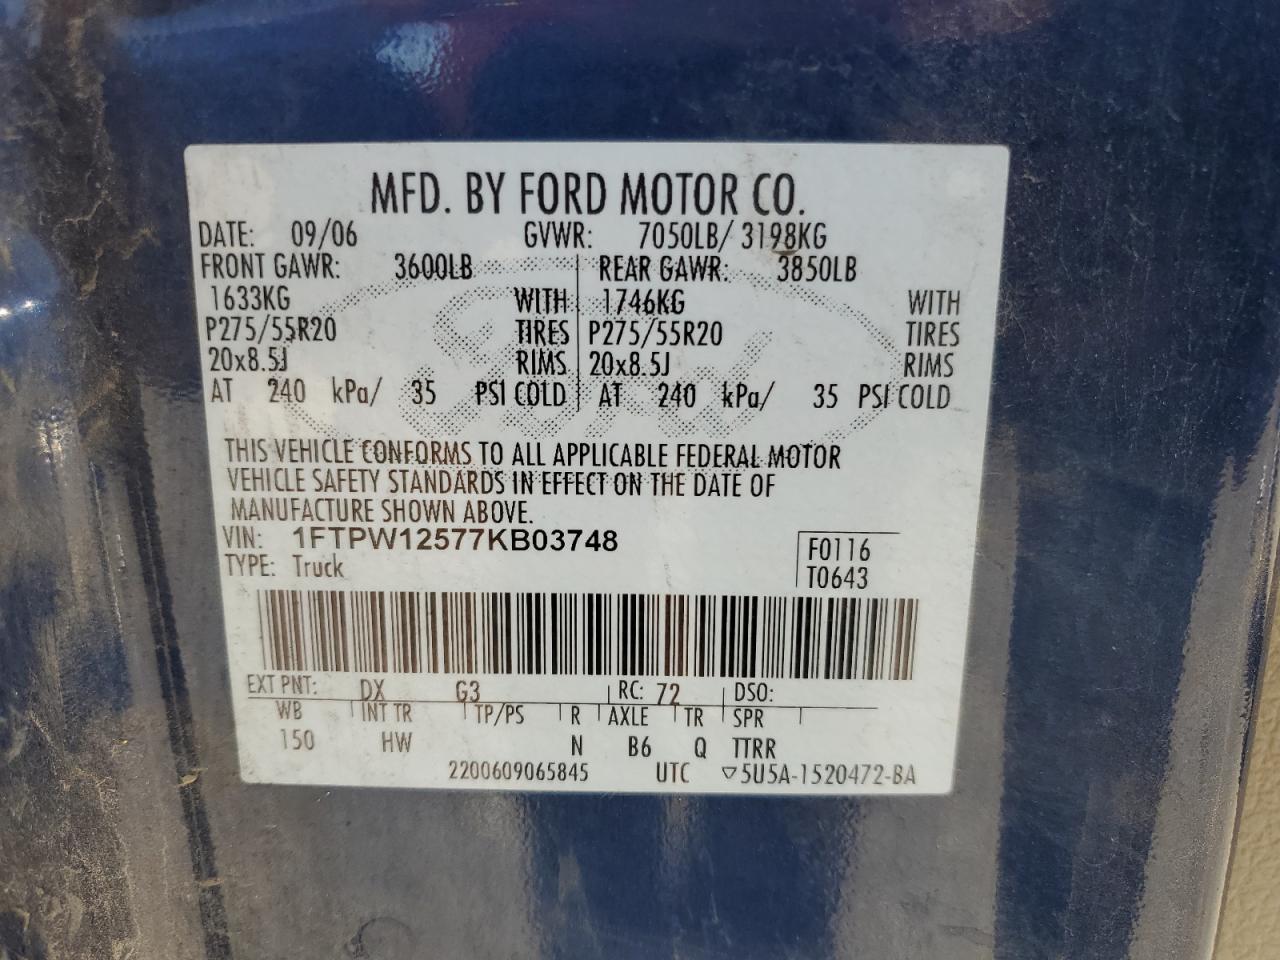 MFD. BY FORD MOTOR CO.
DATE: 09/06 GVWR: 7050LB/ 3198KG
FRONT GAWR: 3600LB REAR GAWR: 3850LB
1633KG WITH 1746KG WITH
P275/55R20 TIRES P275/55R20 TIRES
20x8.5J RIMS 20x8.5J RIMS
AT 240 kPa/ 35 PSI COLD AT 240 kPa/ 35 PSI COLD
THIS VEHICLE CONFORMS TO ALL APPLICABLE FEDERAL MOTOR
VEHICLE SAFETY STANDARDS IN EFFECT ON THE DATE OF
MANUFACTURE SHOWN ABOVE.
VIN: 1FTPW12577KB03748
F0116
TYPE: Truck
T0643
EXT PNT: DX G3 RC: 72 DSO:
WB INT TR TP/PS R AXLE TR SPR
150 HW N B6 Q TTRR
2200609065845 UTC ▽5U5A-1520472-BA